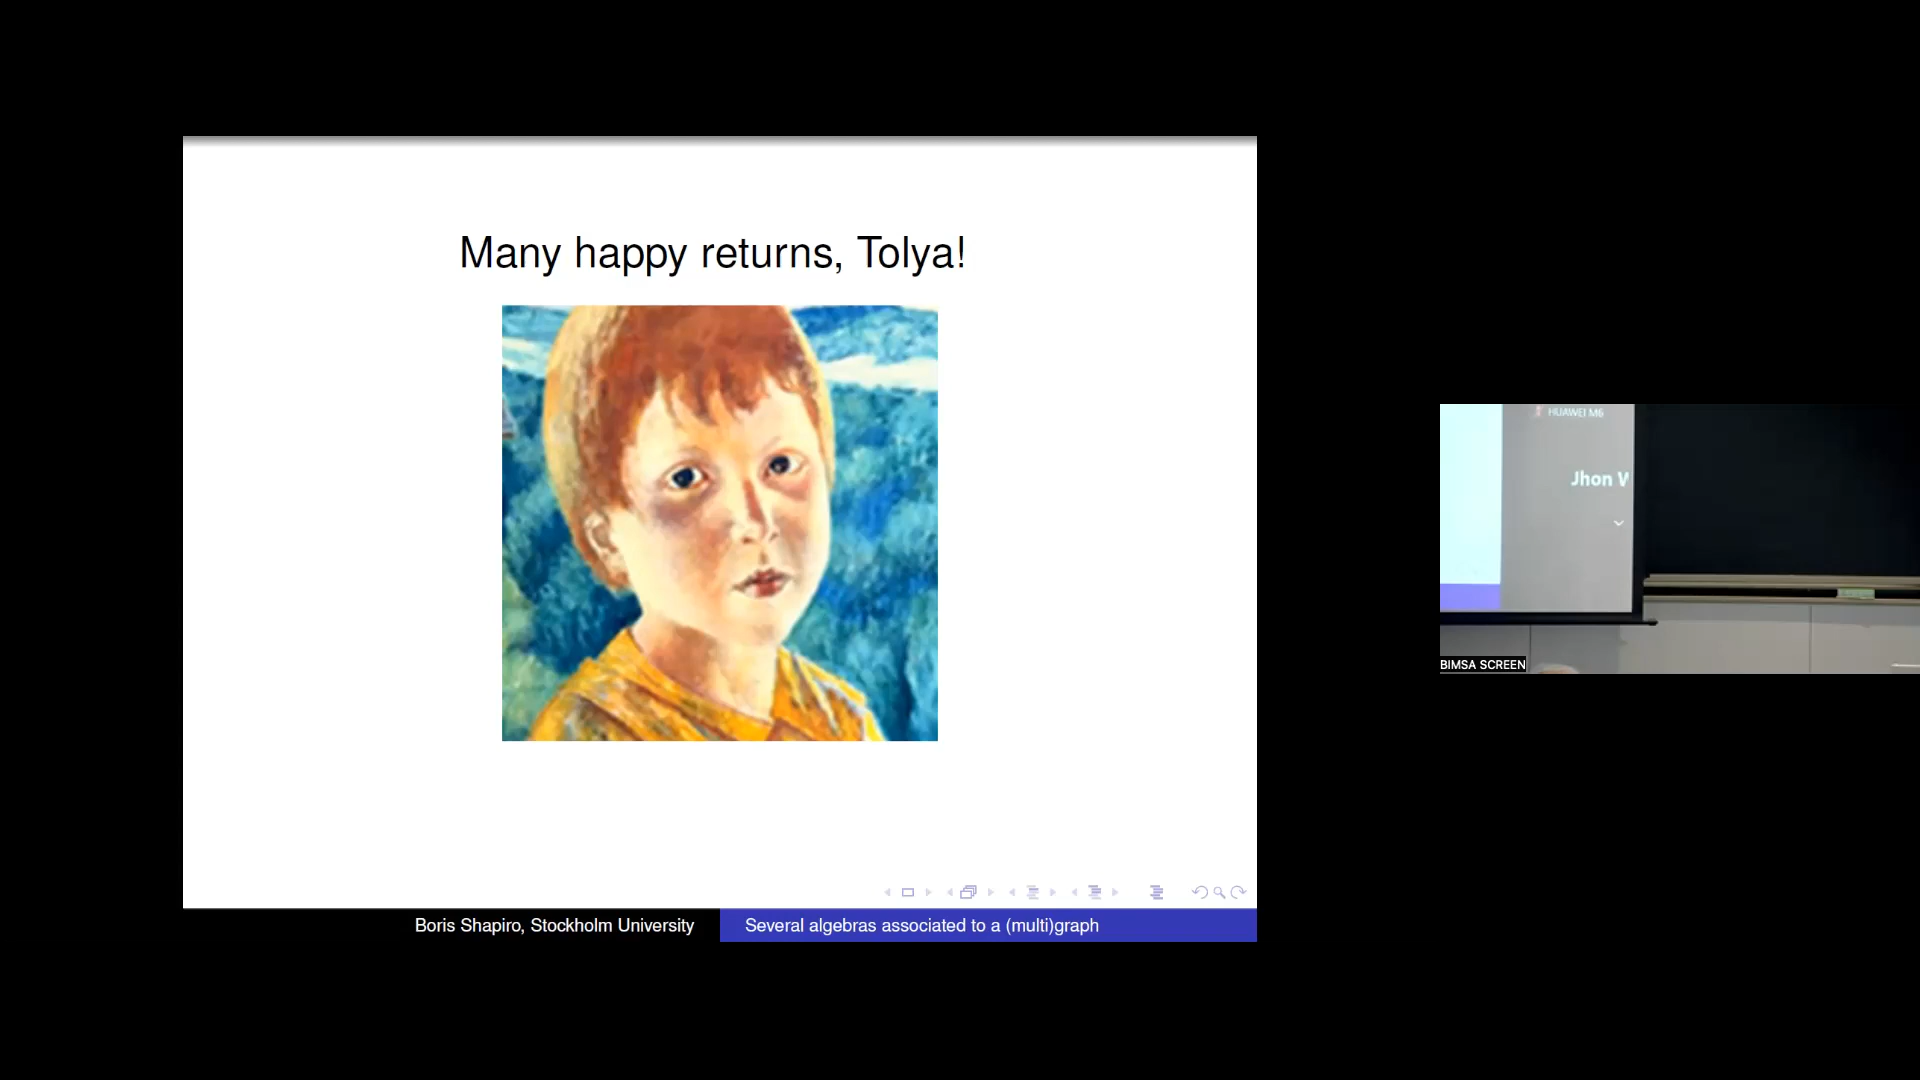 Many happy returns, Tolya!
Boris Shapiro, Stockholm University
Several algebras associated to a (multi)graph
HUAWEI M6
Jhon
BIMSA SCREEN